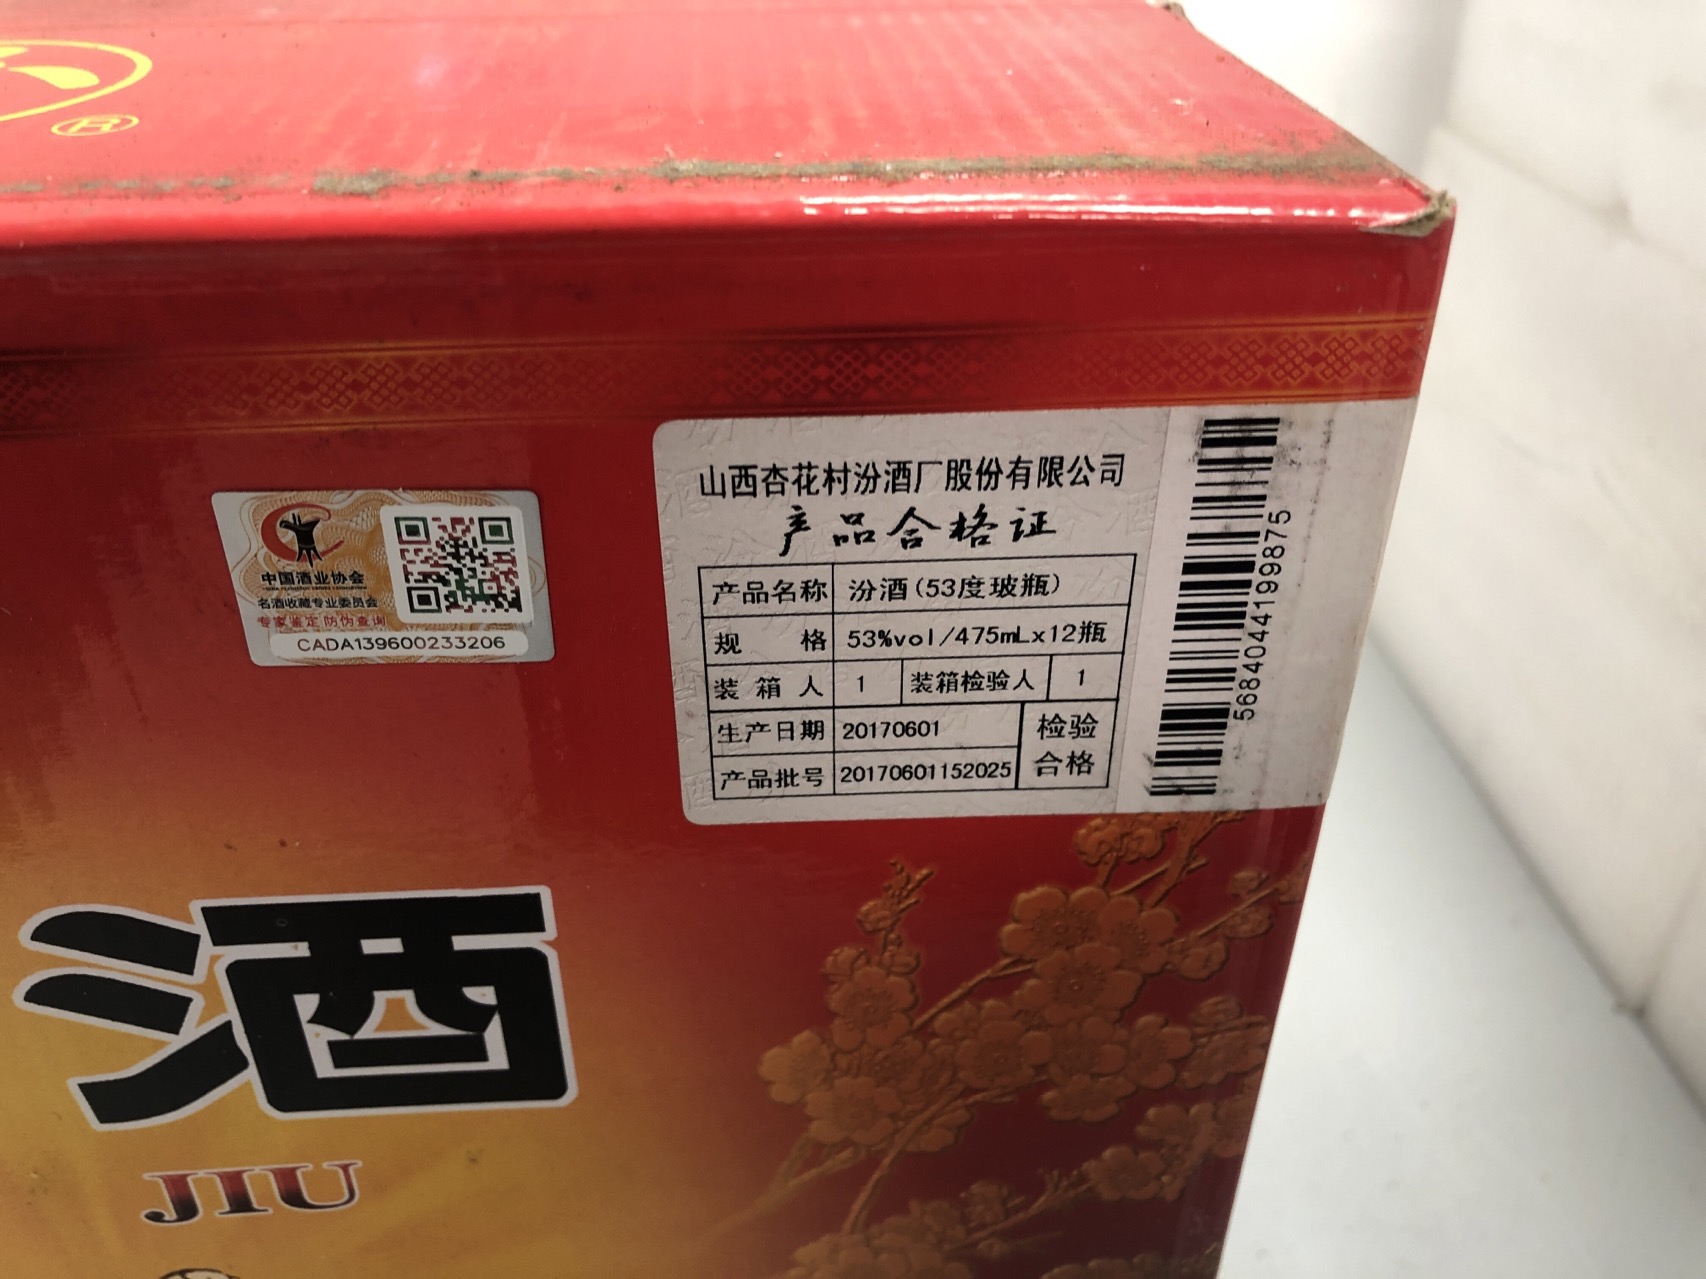 ®
中国酒业协会
名酒收藏专业委员会
专家鉴定 防伪查询
CADA139600233206
山西杏花村汾酒厂股份有限公司
产品合格证
产品名称 汾酒(53度玻瓶)
规 格 53%vol/475mLx12瓶
装箱人 1 装箱检验人 1
生产日期 20170601 检验
产品批号 20170601152025 合格
5684044199875
酒
JIU